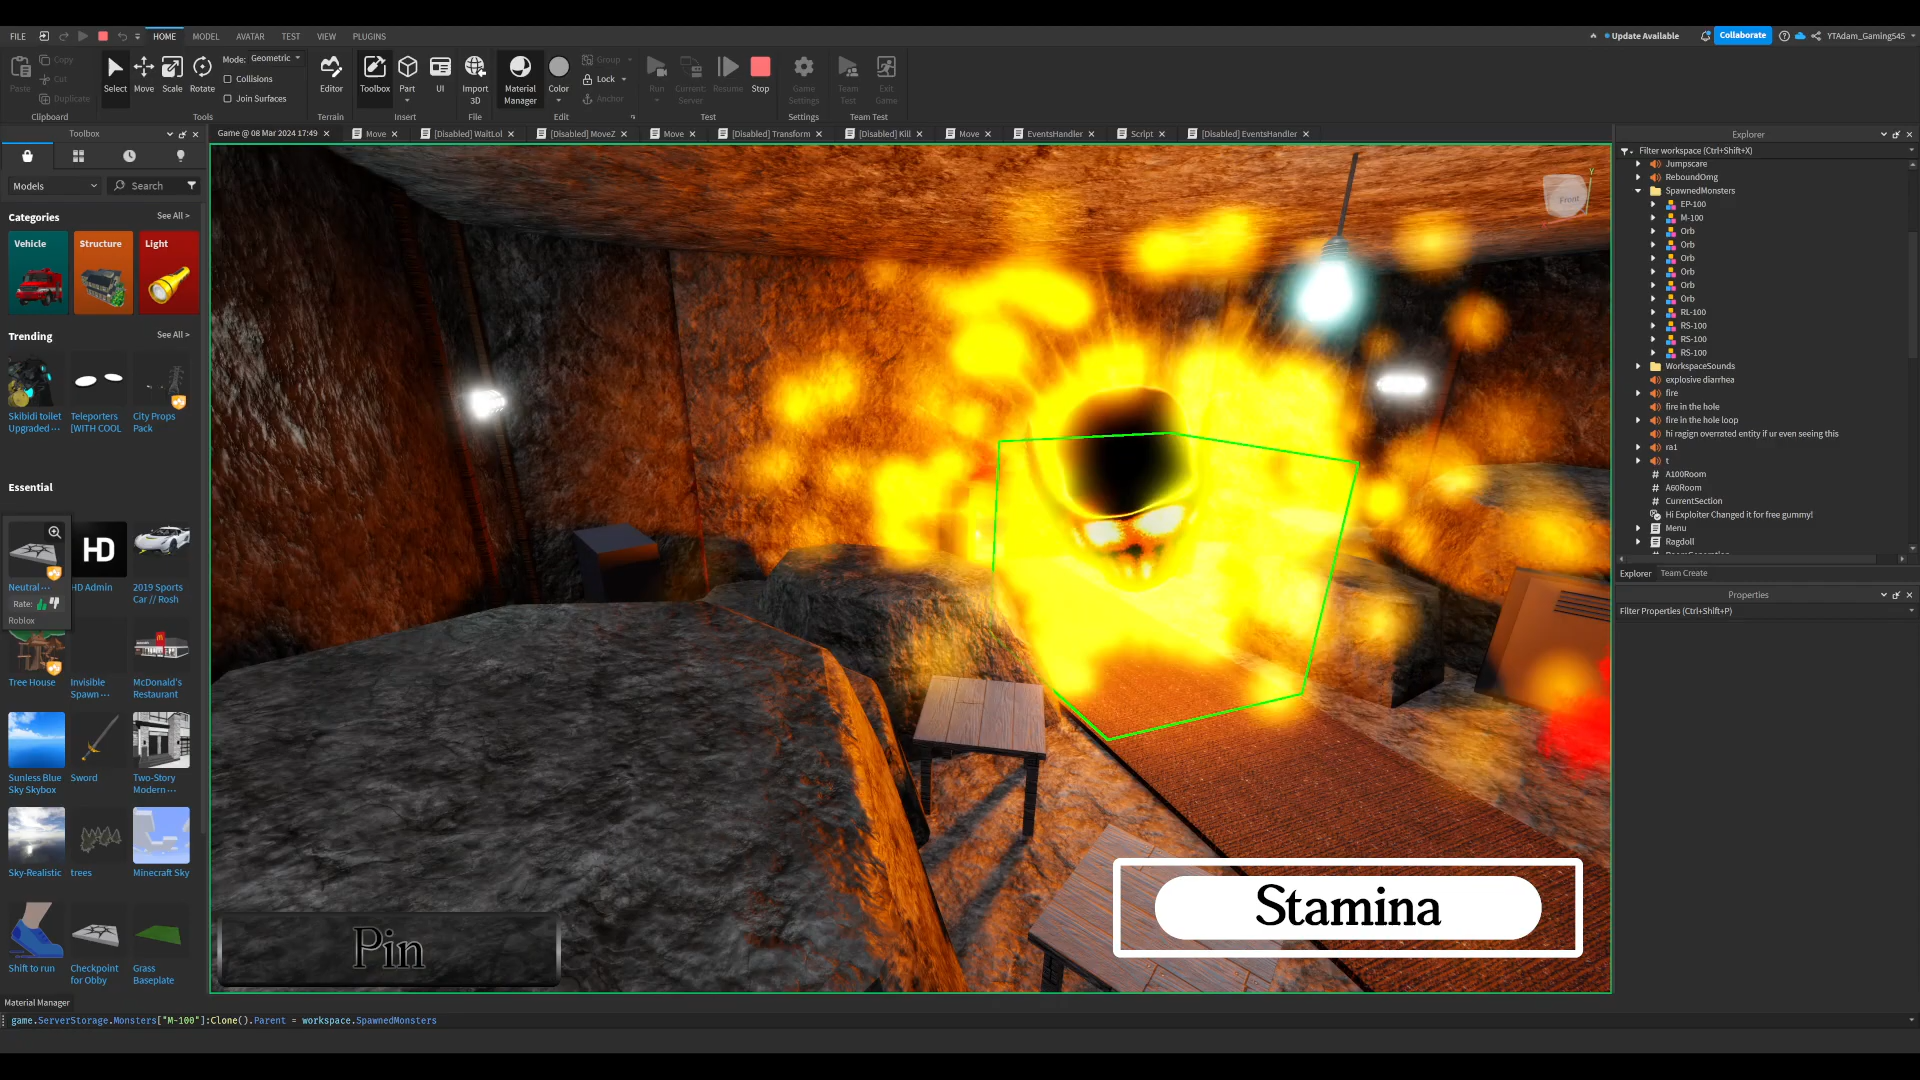 FILE HOME MODEL AVATAR TEST VIEW PLUGINS Update Available Collaborate YTAdam_Gaming545
Paste Copy Cut Duplicate Select Move Scale Rotate Mode: Geometric Collisions Join Surfaces Editor Toolbox Part UI Import 3D Material Manager Color Group Lock Anchor Run Current: Server Resume Stop Game Settings Team Test Exit Game
Clipboard Tools Terrain Insert File Edit Test Settings Team Test
Toolbox
Game @ 08 Mar 2024 17:49 Move [Disabled] WaitLol [Disabled] MoveZ Move [Disabled] Transform [Disabled] Kill Move EventsHandler Script [Disabled] EventsHandler
Models Search
Categories See All >
Vehicle Structure Light
Trending See All >
Skibidi toilet Upgraded ···
Teleporters [WITH COOL
City Props Pack
Essential
HD
Neutral ···
HD Admin
2019 Sports Car // Rosh
Rate:
Roblox
Tree House
Invisible Spawn ···
McDonald's Restaurant
Sunless Blue Sky Skybox
Sword
Two-Story Modern ···
Sky-Realistic
trees
Minecraft Sky
Shift to run
Checkpoint for Obby
Grass Baseplate
Front
Y
Pin
Stamina
Explorer
Filter workspace (Ctrl+Shift+X)
Jumpscare
ReboundOmg
SpawnedMonsters
EP-100
M-100
Orb
Orb
Orb
Orb
Orb
Orb
RL-100
RS-100
RS-100
RS-100
WorkspaceSounds
explosive diarrhea
fire
fire in the hole
fire in the hole loop
hi ragign overrated entity if ur even seeing this
ra1
t
A100Room
A60Room
CurrentSection
Hi Exploiter Changed it for free gummy!
Menu
Ragdoll
Explorer Team Create
Properties
Filter Properties (Ctrl+Shift+P)
Material Manager
game.ServerStorage.Monsters["M-100"]:Clone().Parent = workspace.SpawnedMonsters